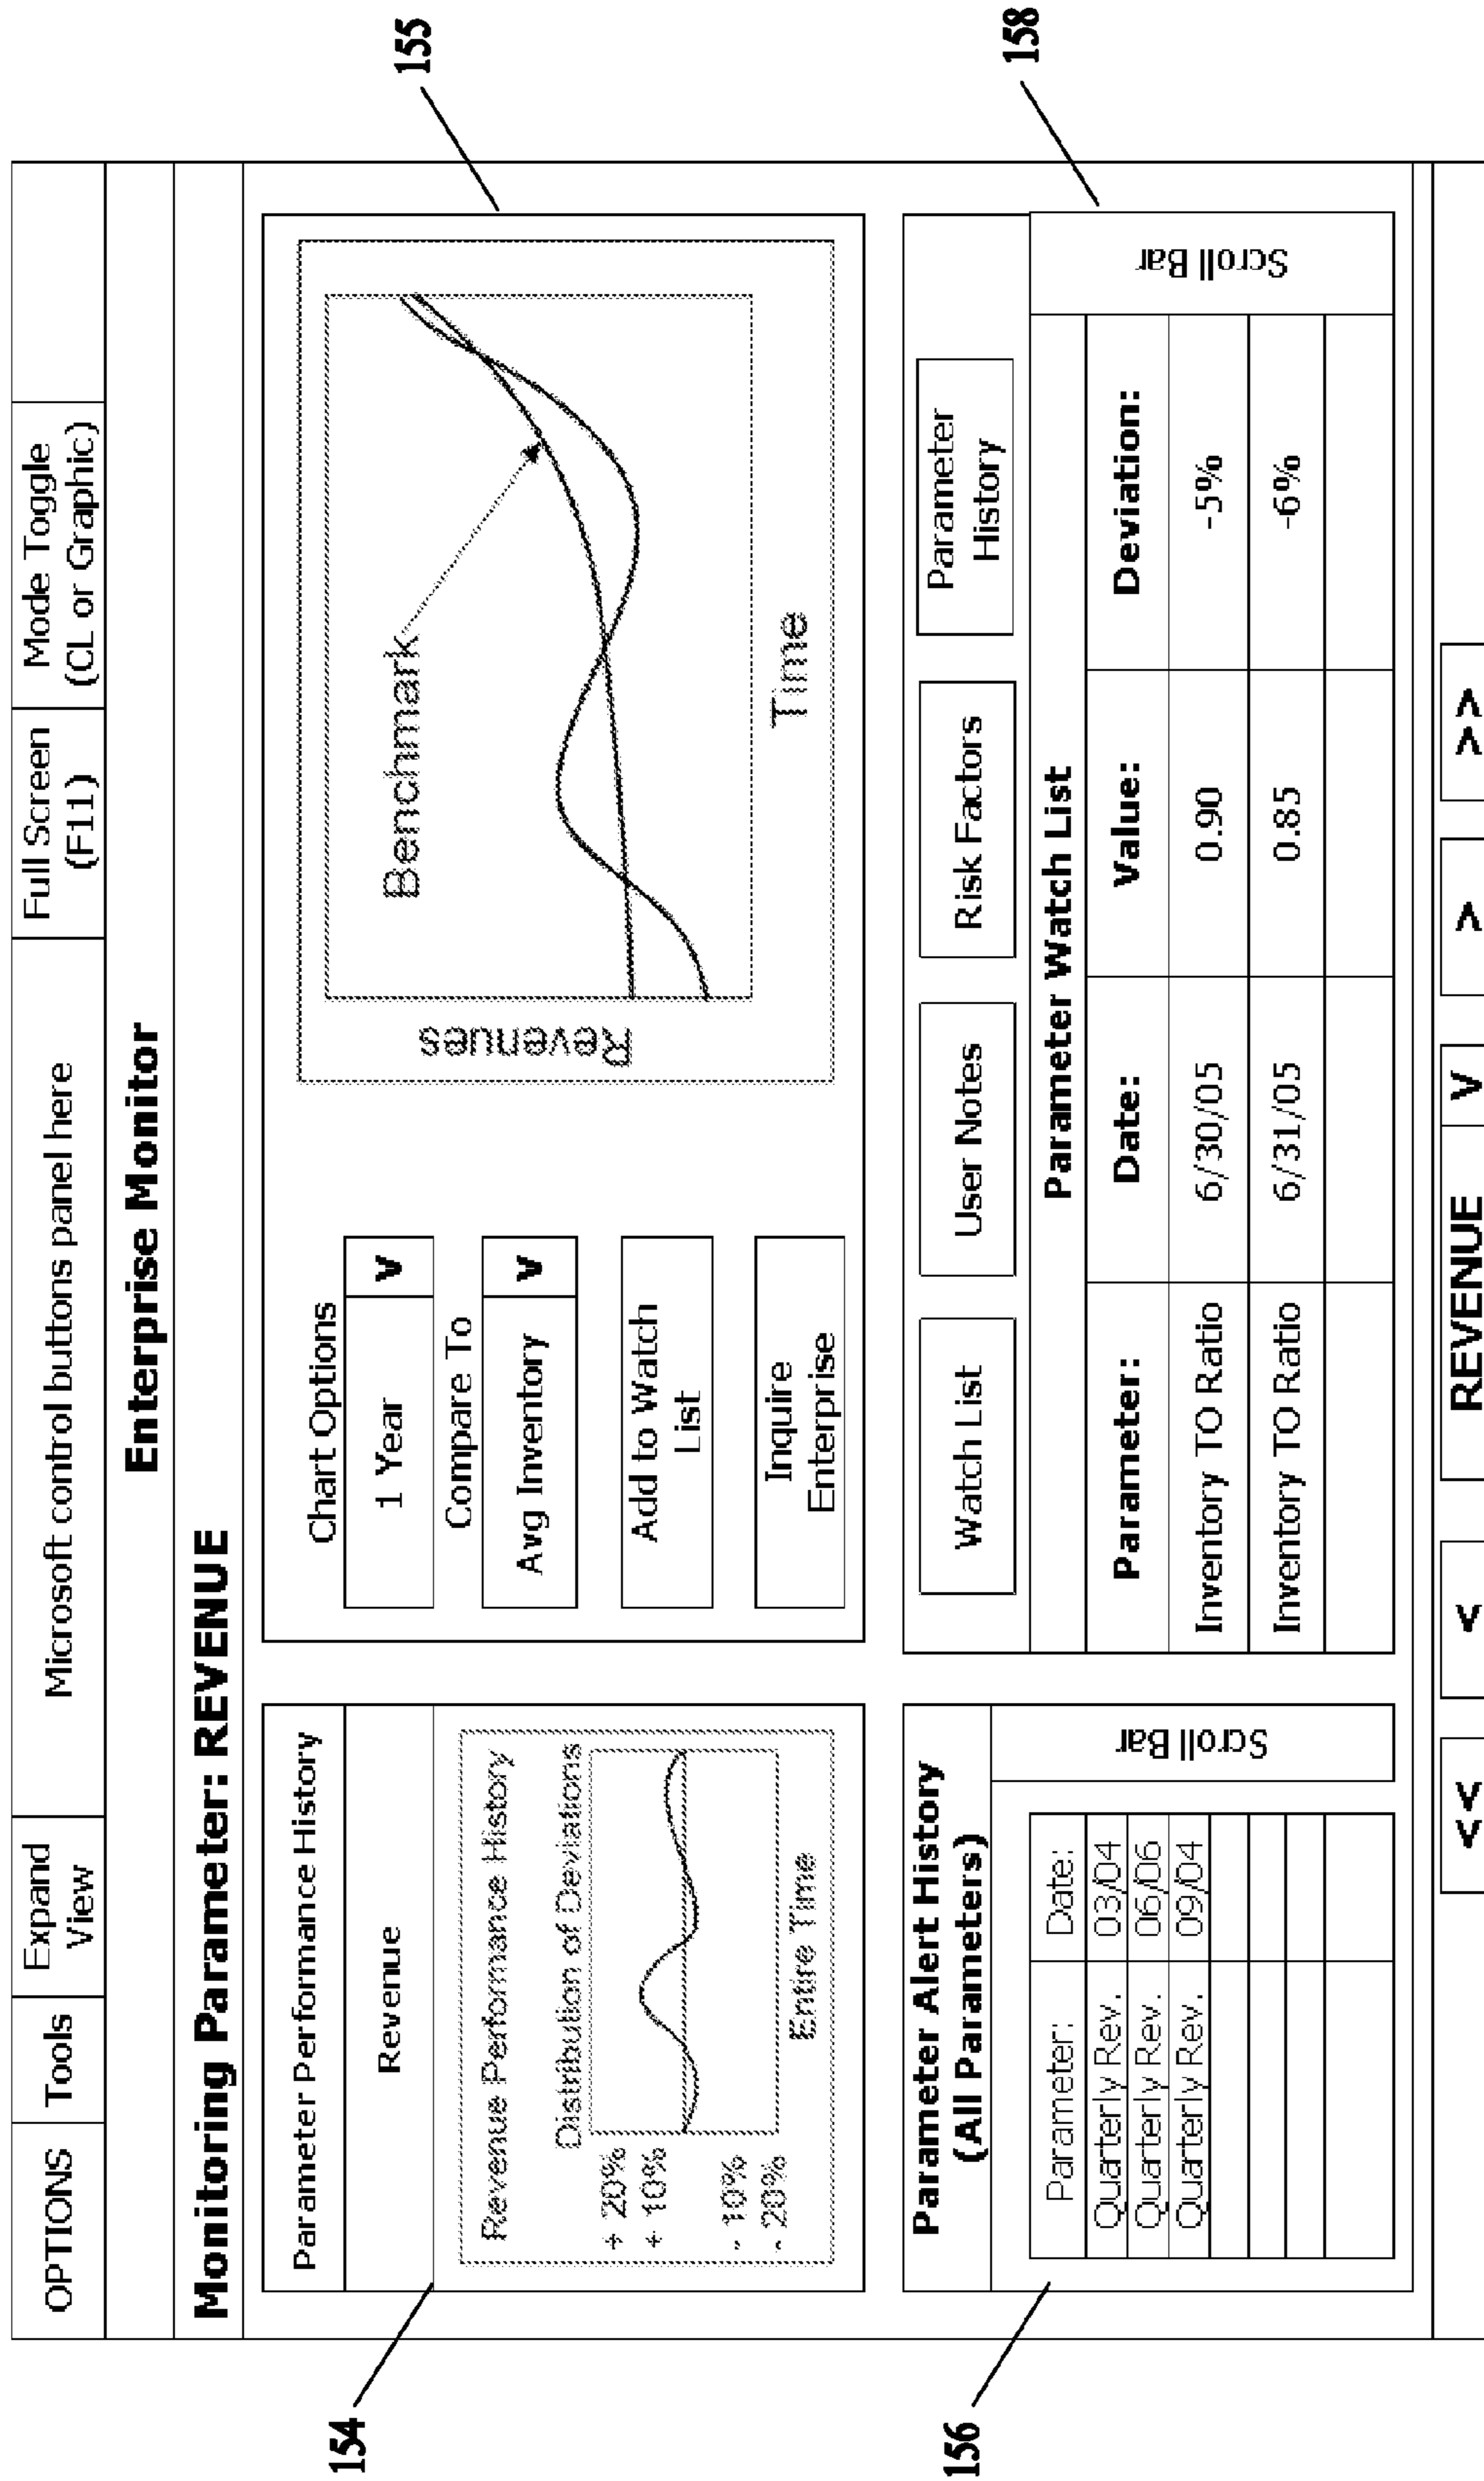 OPTIONS
Tools
Expand
View
Microsoft control buttons panel here
Full Screen
(F11)
Mode Toggle
(CL or Graphic)
Enterprise Monitor
Monitoring Parameter: REVENUE
154
Parameter Performance History
Revenue
Revenue Performance History
Distribution of Deviations
+ 20%
+ 10%
- 10%
- 20%
Entire Time
155
Chart Options
1 Year
V
Compare To
Avg Inventory
V
Add to Watch
List
Inquire
Enterprise
Revenues
Benchmark
Time
156
Parameter Alert History
(All Parameters)
Parameter: Date:
Quarterly Rev. 03/04
Quarterly Rev. 06/06
Quarterly Rev. 09/04
Scroll Bar
158
Watch List
User Notes
Risk Factors
Parameter
History
Parameter Watch List
Parameter: Date: Value: Deviation:
Inventory TO Ratio 6/30/05 0.90 -5%
Inventory TO Ratio 6/31/05 0.85 -6%
Scroll Bar
<<
<
REVENUE
V
>
>>